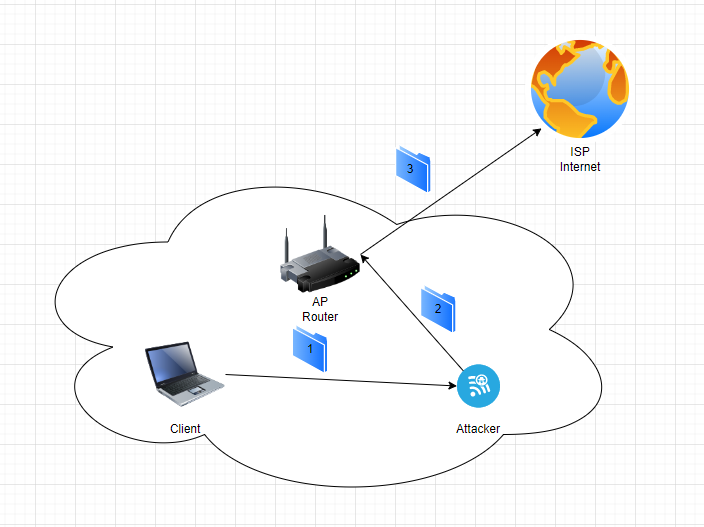 ISP
Internet
3
AP
Router
2
1
Client
Attacker